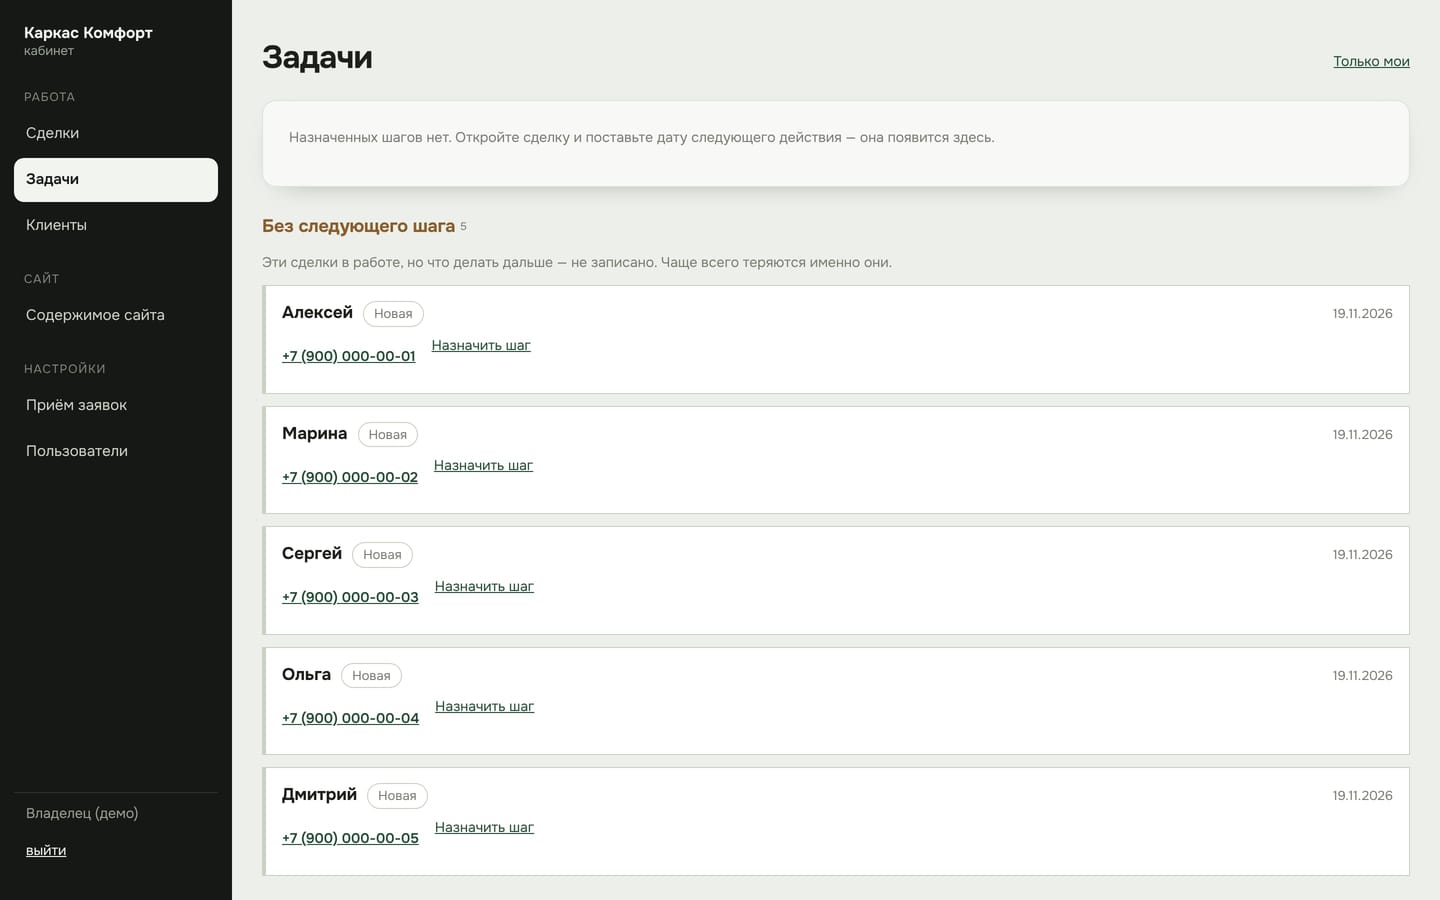 Каркас Комфорт
кабинет
РАБОТА
Сделки
Задачи
Клиенты
САЙТ
Содержимое сайта
НАСТРОЙКИ
Приём заявок
Пользователи
Владелец (демо)
выйти
Задачи
Только мои
Назначенных шагов нет. Откройте сделку и поставьте дату следующего действия — она появится здесь.
Без следующего шага 5
Эти сделки в работе, но что делать дальше — не записано. Чаще всего теряются именно они.
Алексей Новая 19.11.2026
+7 (900) 000-00-01 Назначить шаг
Марина Новая 19.11.2026
+7 (900) 000-00-02 Назначить шаг
Сергей Новая 19.11.2026
+7 (900) 000-00-03 Назначить шаг
Ольга Новая 19.11.2026
+7 (900) 000-00-04 Назначить шаг
Дмитрий Новая 19.11.2026
+7 (900) 000-00-05 Назначить шаг